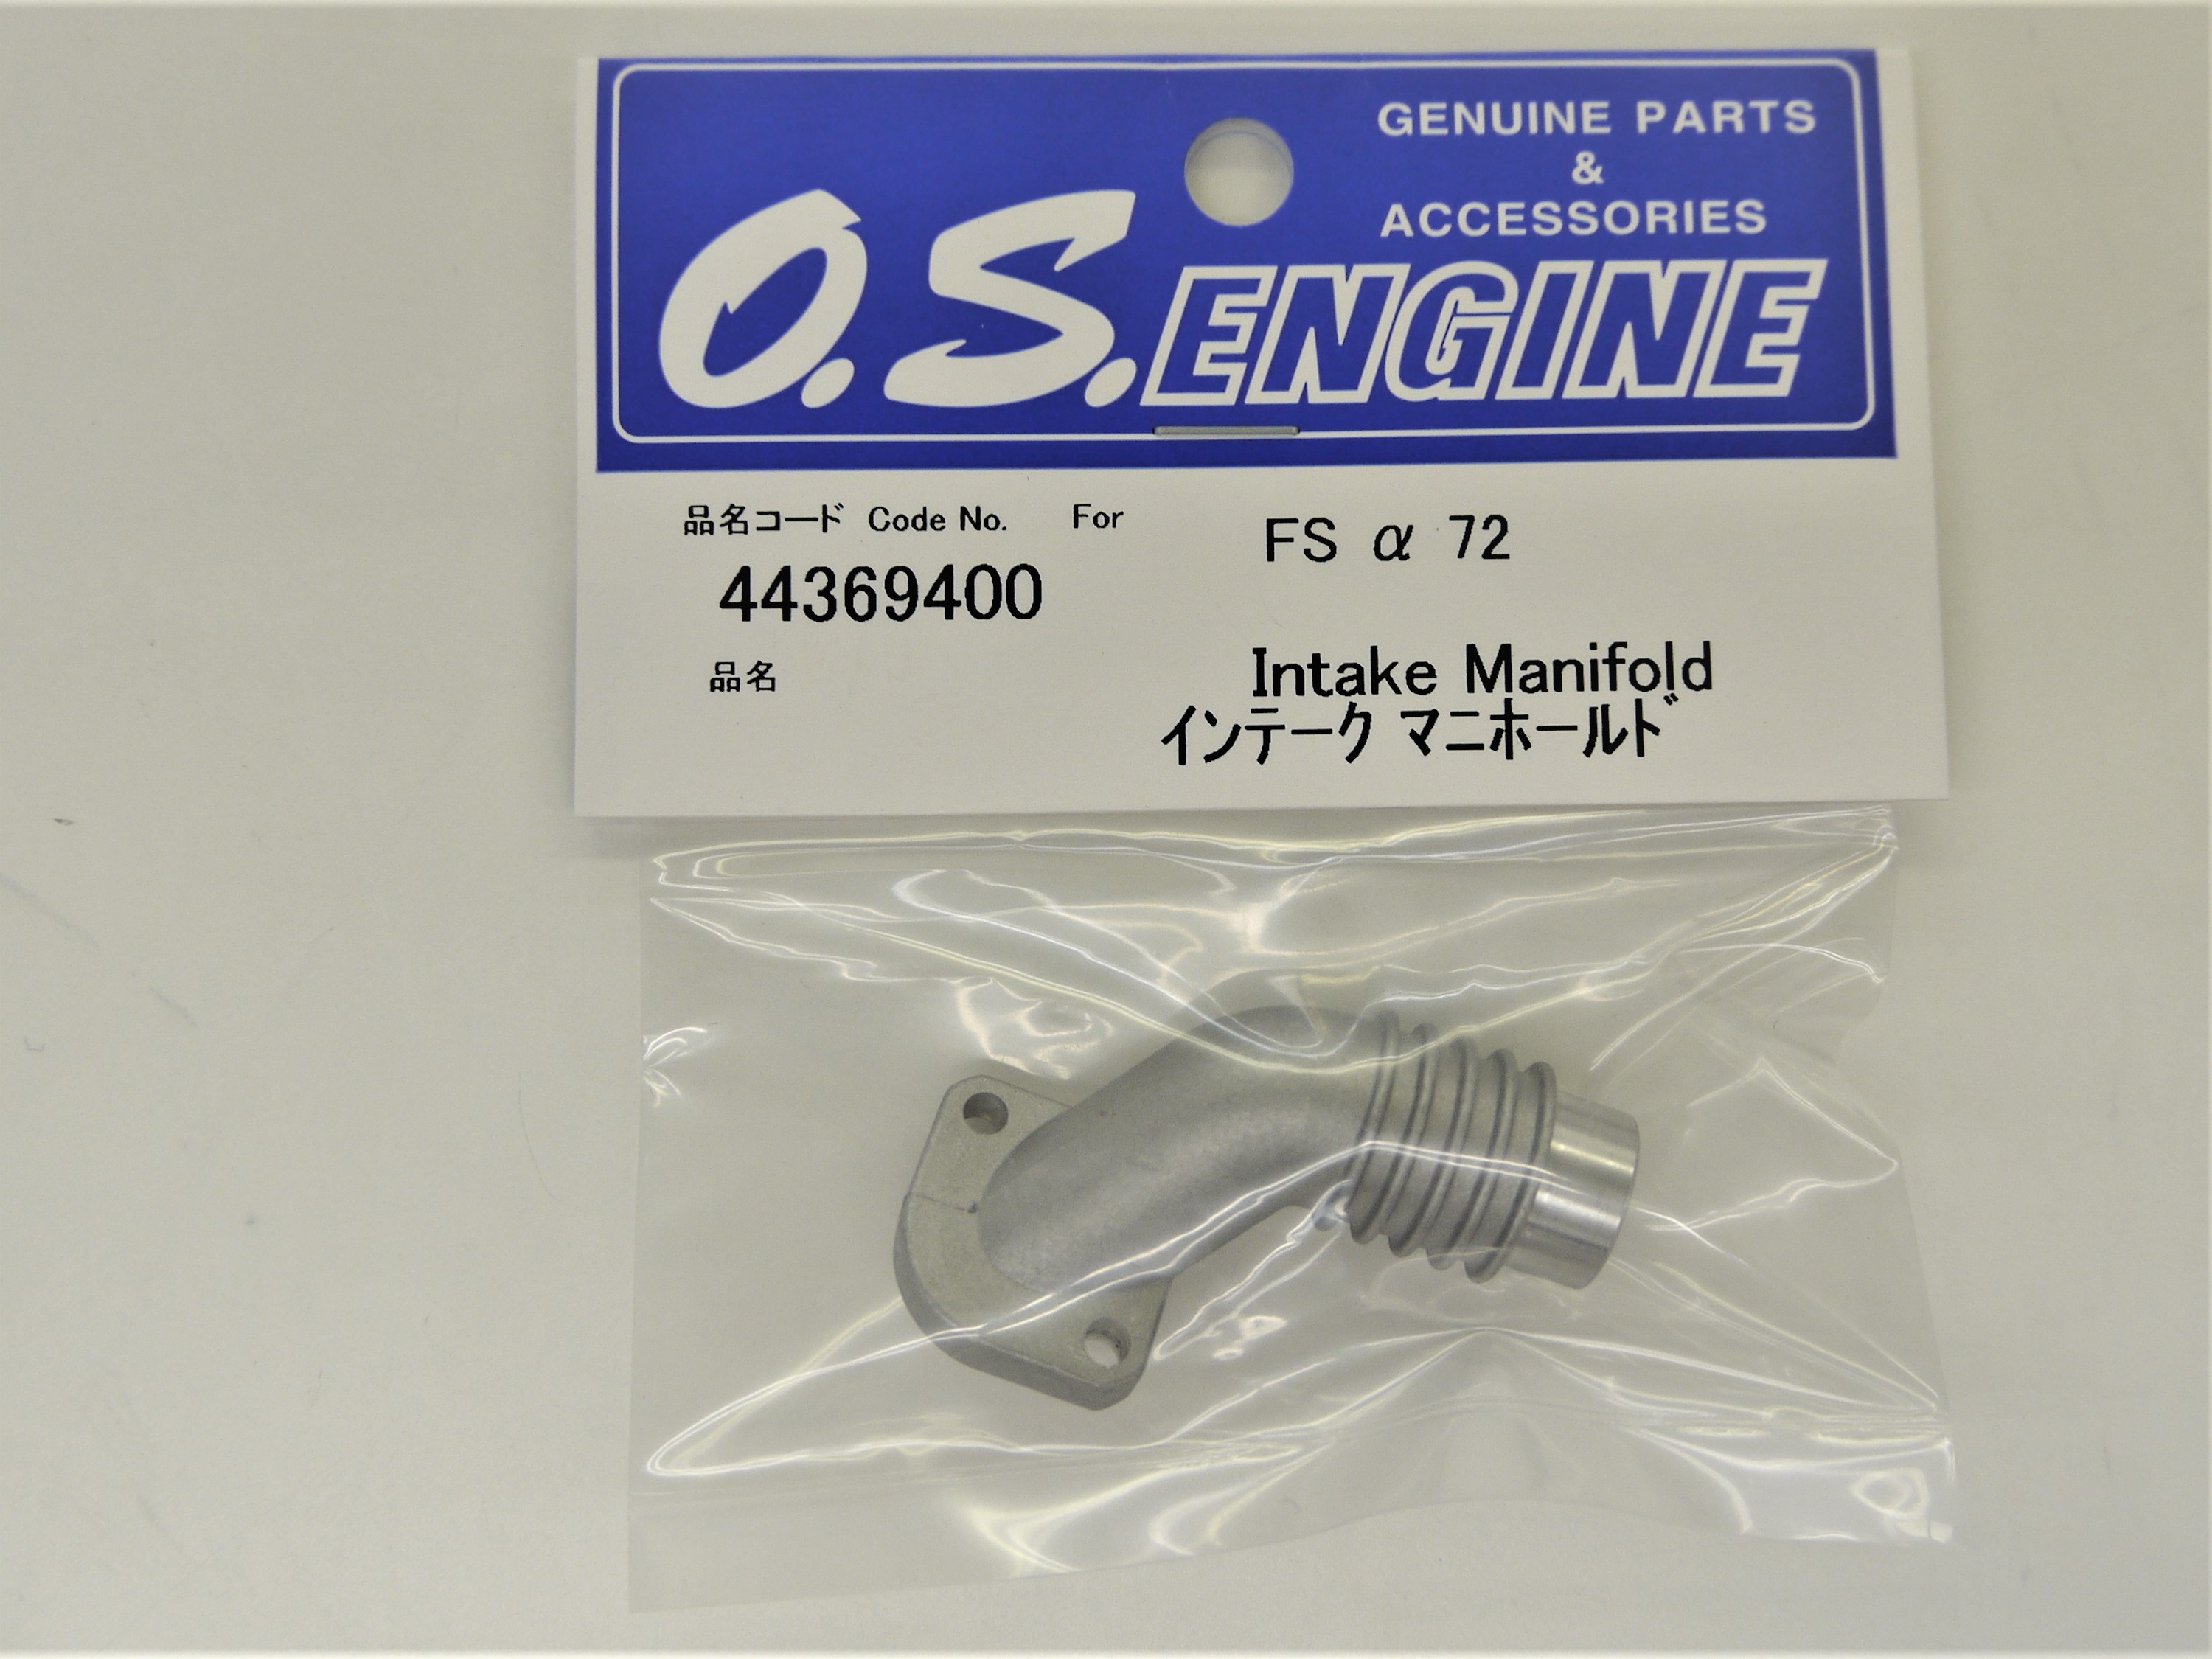 GENUINE PARTS
&
ACCESSORIES
O.S.ENGINE
品名コード Code No. For FS α 72
44369400
品名 Intake Manifold
インテーク マニホールド